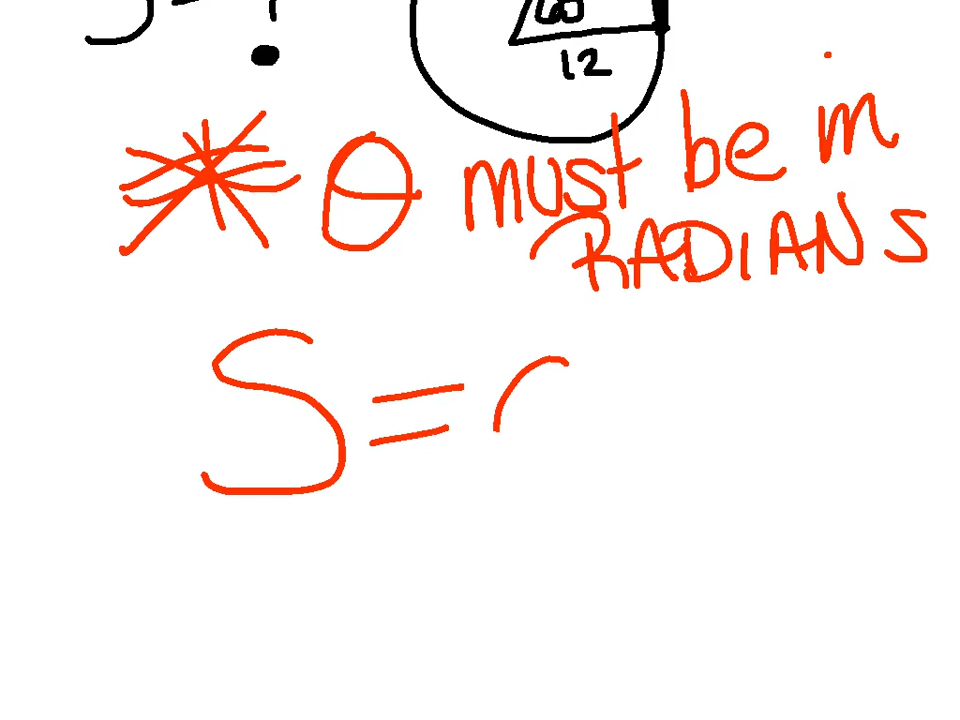 S = ?
60
12
* θ must be in
RADIANS
S = r